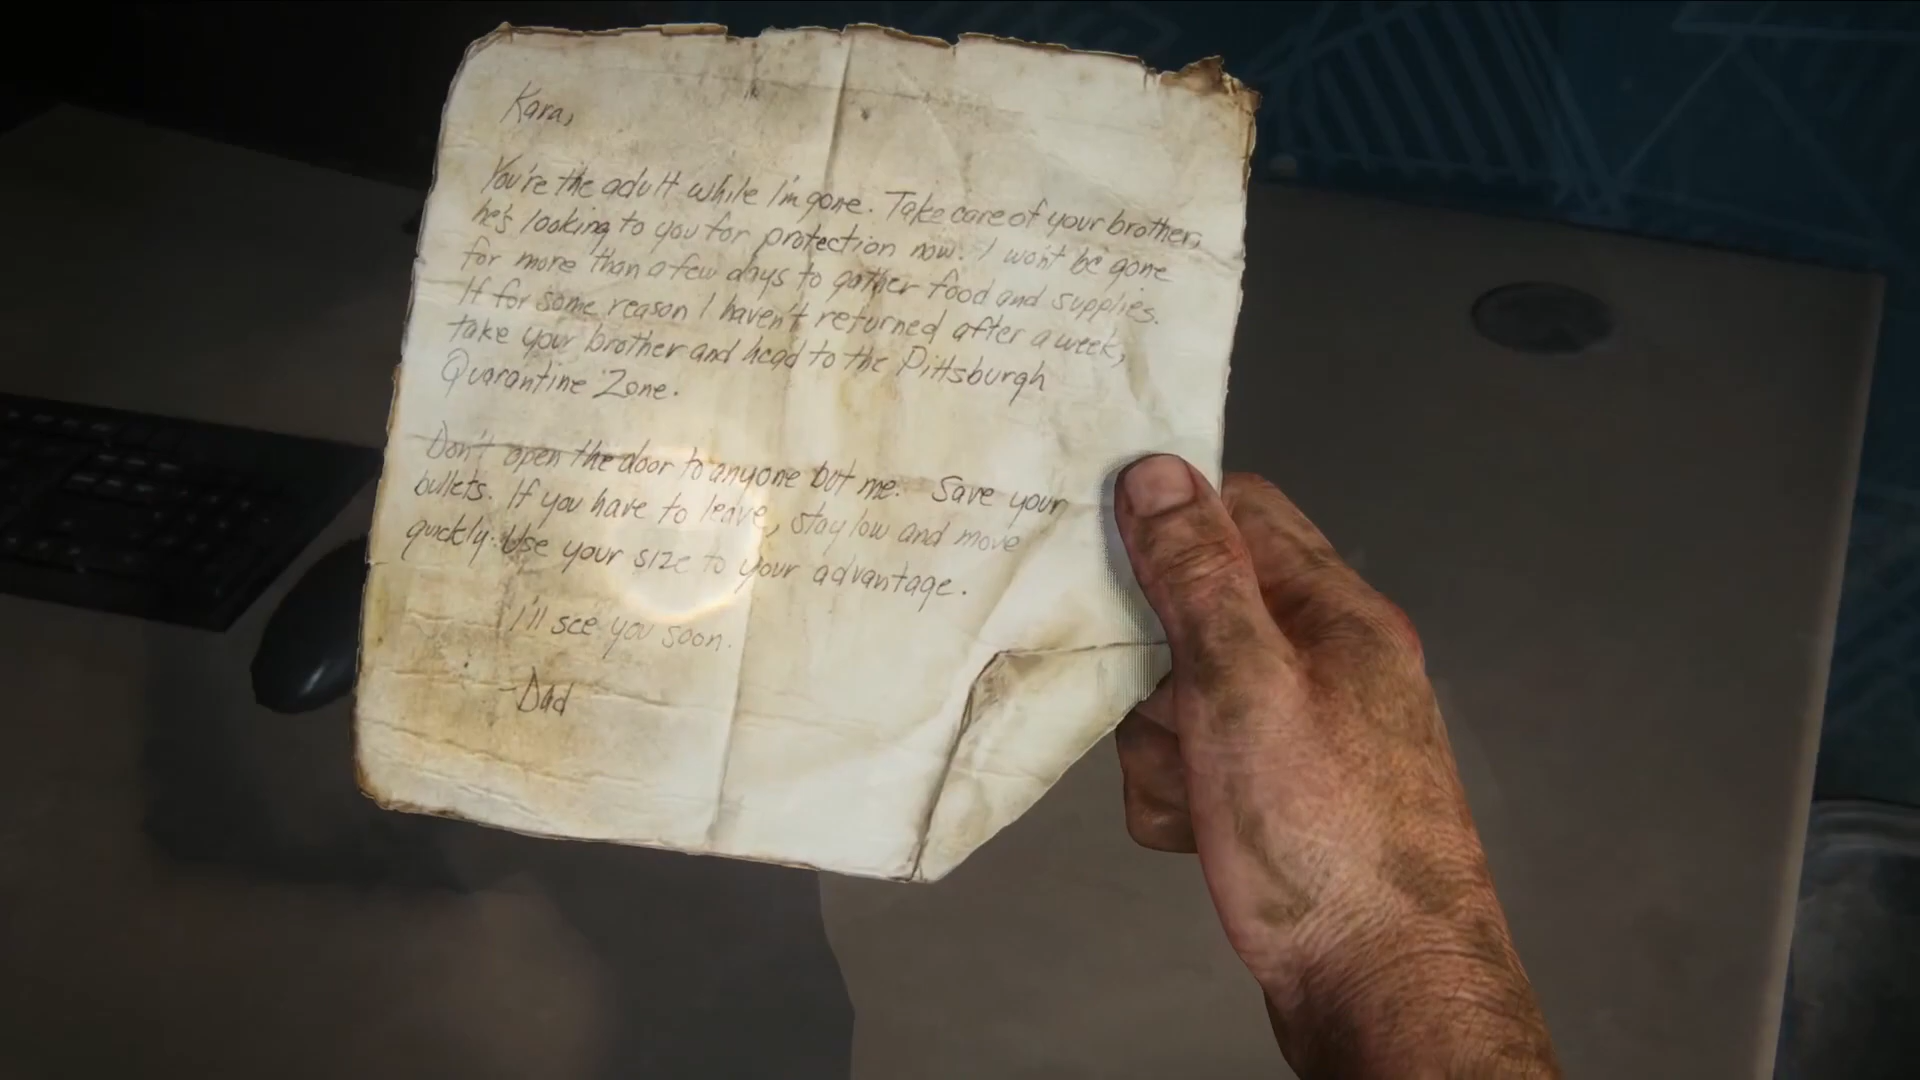 Kara,
You're the adult while I'm gone. Take care of your brother,
he's looking to you for protection now. I won't be gone
for more than a few days to gather food and supplies.
If for some reason I haven't returned after a week,
take your brother and head to the Pittsburgh
Quarantine Zone.
Don't open the door to anyone but me. Save your
bullets. If you have to leave, stay low and move
quickly. Use your size to your advantage.
I'll see you soon.
-Dad